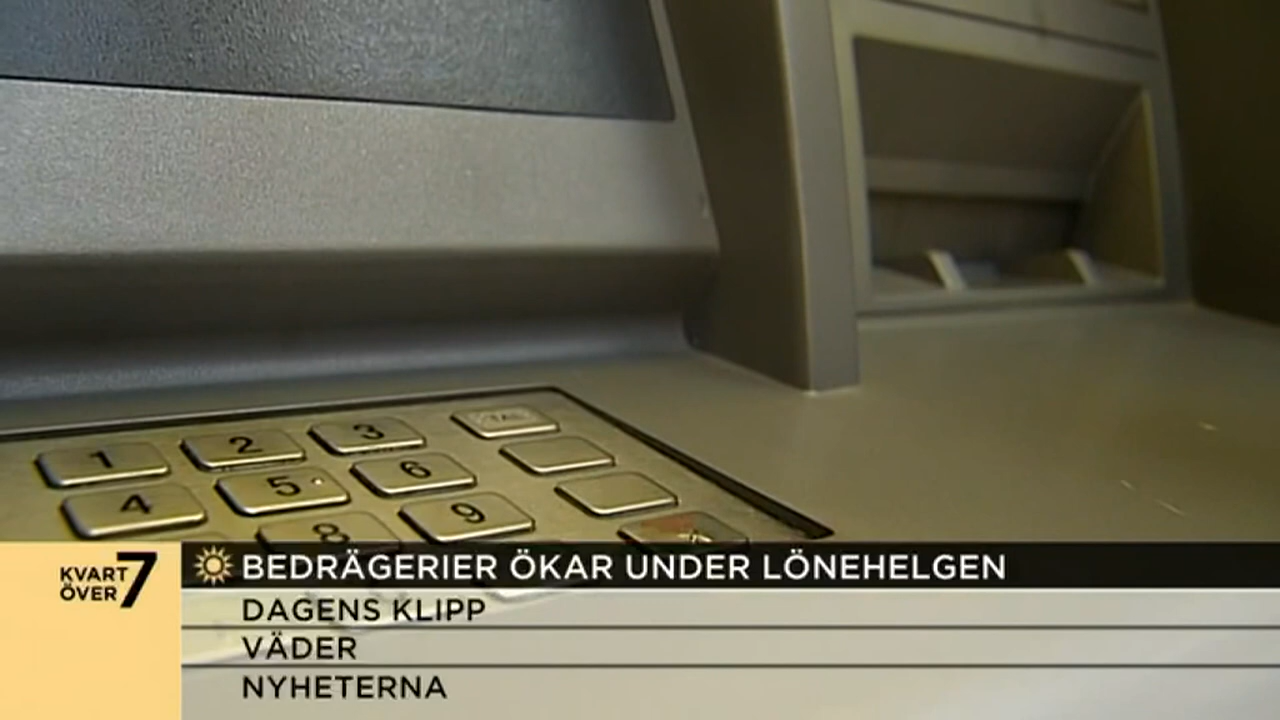 1 2 3
4 5 6
8 9
KVART
ÖVER 7
BEDRÄGERIER ÖKAR UNDER LÖNEHELGEN
DAGENS KLIPP
VÄDER
NYHETERNA